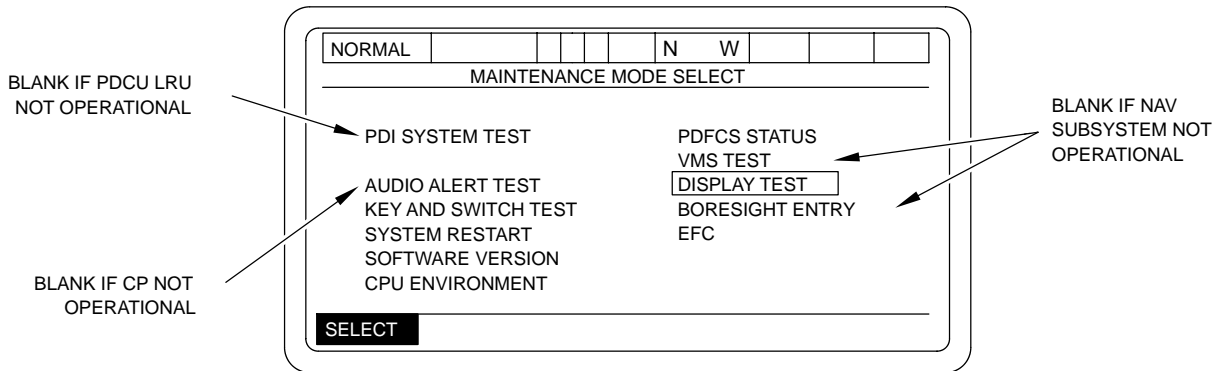 NORMAL N W
MAINTENANCE MODE SELECT
BLANK IF PDCU LRU
NOT OPERATIONAL
PDI SYSTEM TEST
AUDIO ALERT TEST
KEY AND SWITCH TEST
SYSTEM RESTART
SOFTWARE VERSION
CPU ENVIRONMENT
PDFCS STATUS
VMS TEST
DISPLAY TEST
BORESIGHT ENTRY
EFC
BLANK IF NAV
SUBSYSTEM NOT
OPERATIONAL
BLANK IF CP NOT
OPERATIONAL
SELECT